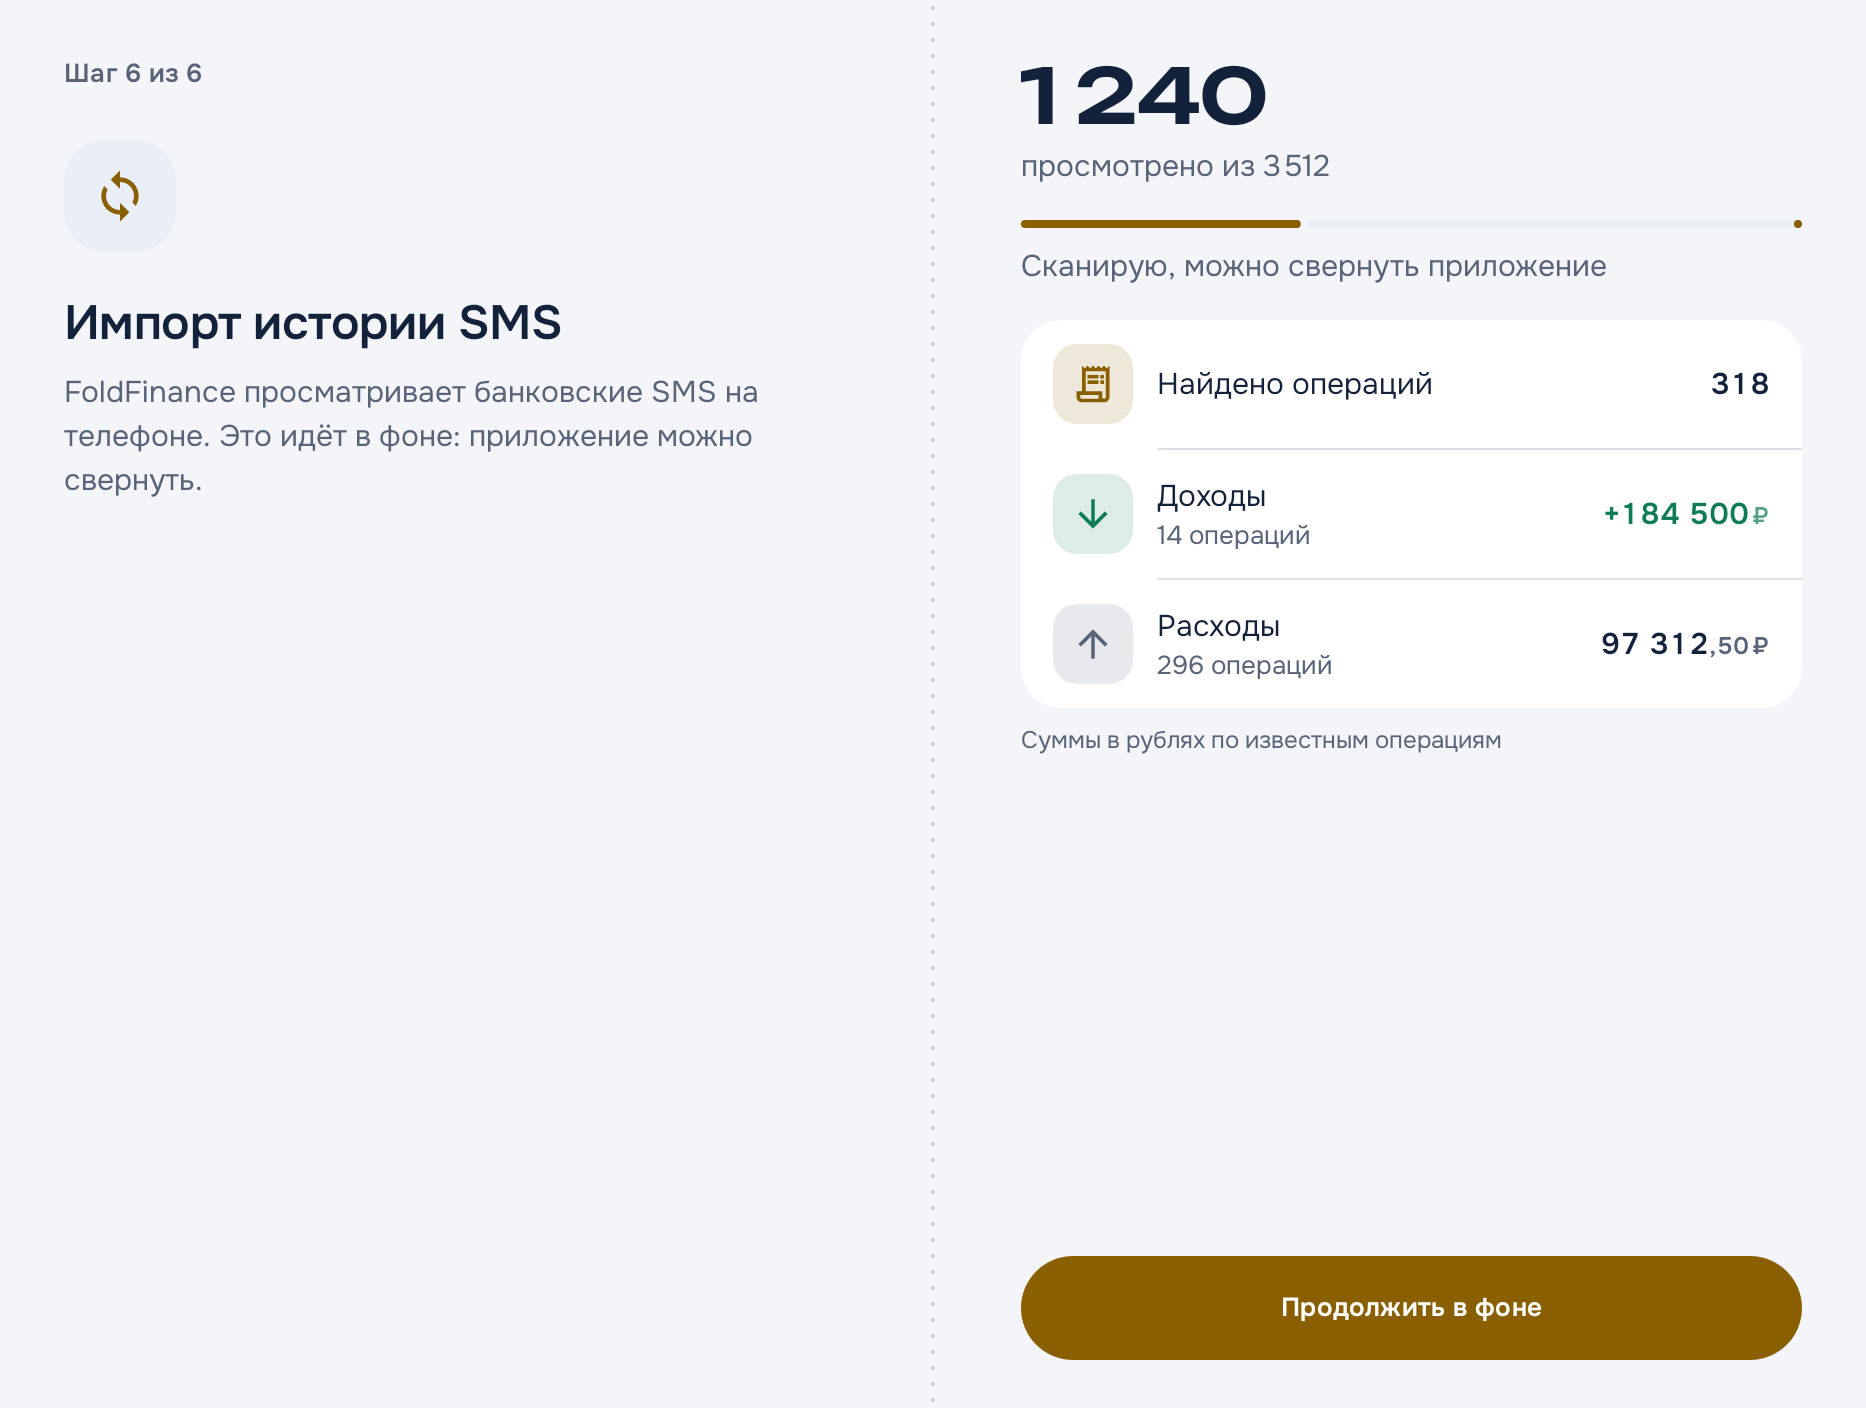 Шаг 6 из 6
Импорт истории SMS
FoldFinance просматривает банковские SMS на
телефоне. Это идёт в фоне: приложение можно
свернуть.
1 240
просмотрено из 3 512
Сканирую, можно свернуть приложение
Найдено операций 318
Доходы
14 операций
+184 500 ₽
Расходы
296 операций
97 312,50 ₽
Суммы в рублях по известным операциям
Продолжить в фоне